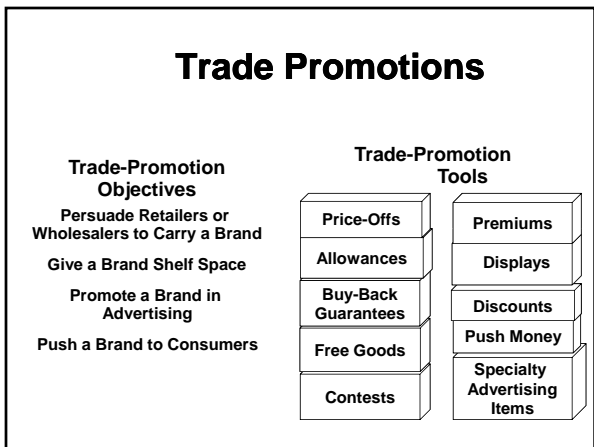 Trade Promotions
Trade-Promotion
Objectives
Persuade Retailers or
Wholesalers to Carry a Brand
Give a Brand Shelf Space
Promote a Brand in
Advertising
Push a Brand to Consumers
Trade-Promotion
Tools
Price-Offs
Allowances
Buy-Back
Guarantees
Free Goods
Contests
Premiums
Displays
Discounts
Push Money
Specialty
Advertising
Items